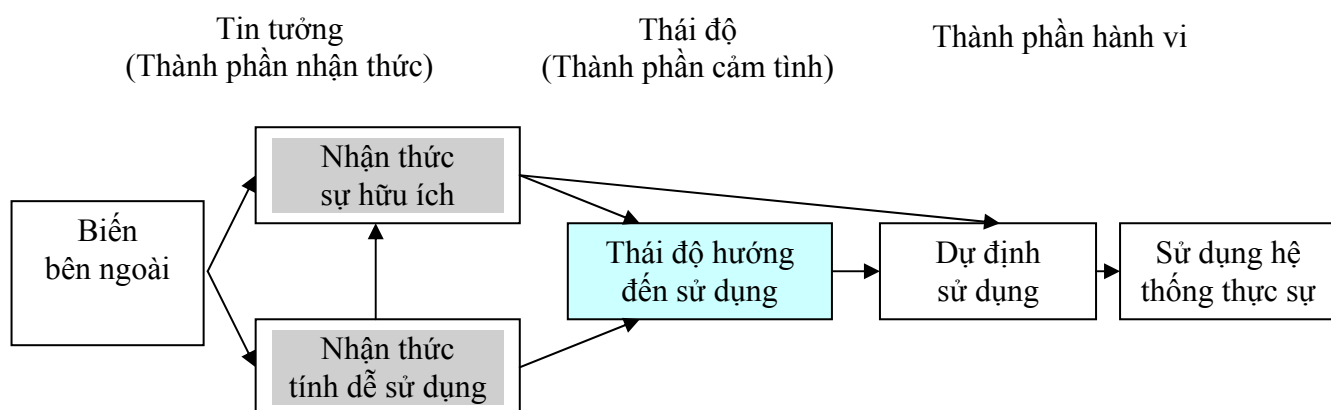 Tin tưởng
(Thành phần nhận thức)
Thái độ
(Thành phần cảm tình)
Thành phần hành vi
Biến
bên ngoài
Nhận thức
sự hữu ích
Nhận thức
tính dễ sử dụng
Thái độ hướng
đến sử dụng
Dự định
sử dụng
Sử dụng hệ
thống thực sự